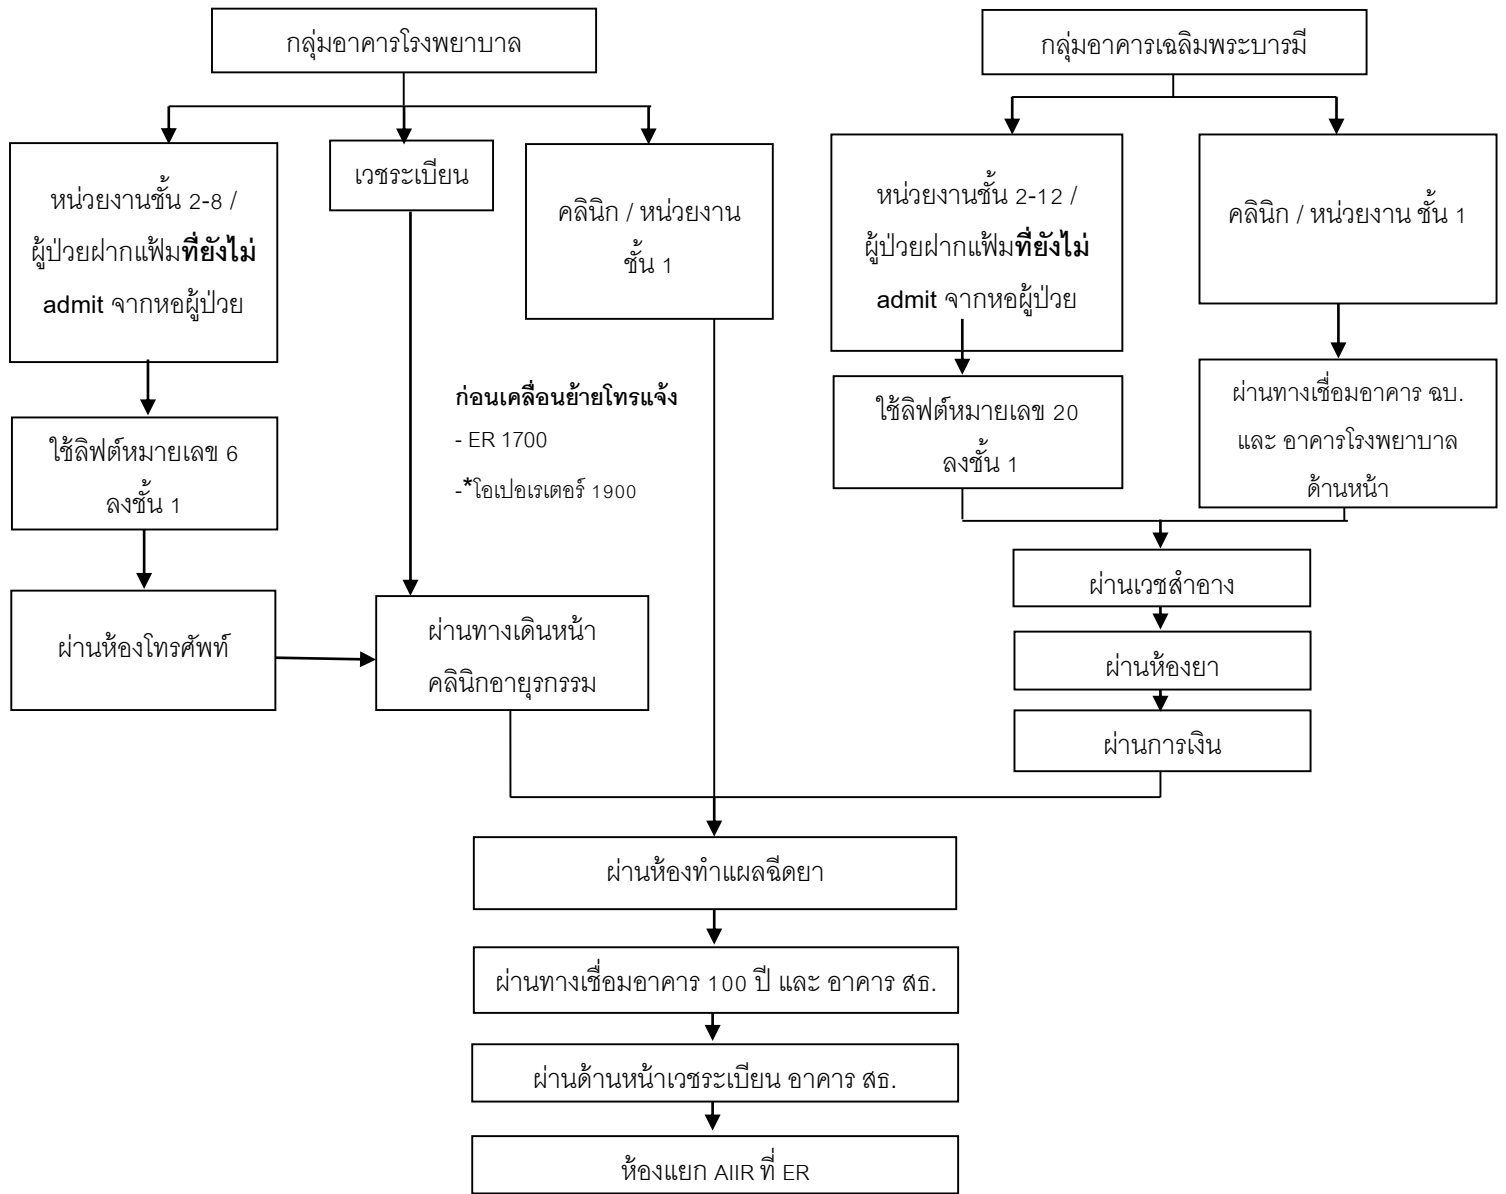 กลุ่มอาคารโรงพยาบาล
กลุ่มอาคารเฉลิมพระบารมี
หน่วยงานชั้น 2-8 /
ผู้ป่วยฝากแฟ้มที่ยังไม่
admit จากหอผู้ป่วย
เวชระเบียน
คลินิก / หน่วยงาน
ชั้น 1
หน่วยงานชั้น 2-12 /
ผู้ป่วยฝากแฟ้มที่ยังไม่
admit จากหอผู้ป่วย
คลินิก / หน่วยงาน ชั้น 1
ใช้ลิฟต์หมายเลข 6
ลงชั้น 1
ก่อนเคลื่อนย้ายโทรแจ้ง
- ER 1700
-*โอเปอเรเตอร์ 1900
ใช้ลิฟต์หมายเลข 20
ลงชั้น 1
ผ่านทางเชื่อมอาคาร ฉบ.
และ อาคารโรงพยาบาล
ด้านหน้า
ผ่านห้องโทรศัพท์
ผ่านทางเดินหน้า
คลินิกอายุรกรรม
ผ่านเวชสำอาง
ผ่านห้องยา
ผ่านการเงิน
ผ่านห้องทำแผลฉีดยา
ผ่านทางเชื่อมอาคาร 100 ปี และ อาคาร สธ.
ผ่านด้านหน้าเวชระเบียน อาคาร สธ.
ห้องแยก AIIR ที่ ER